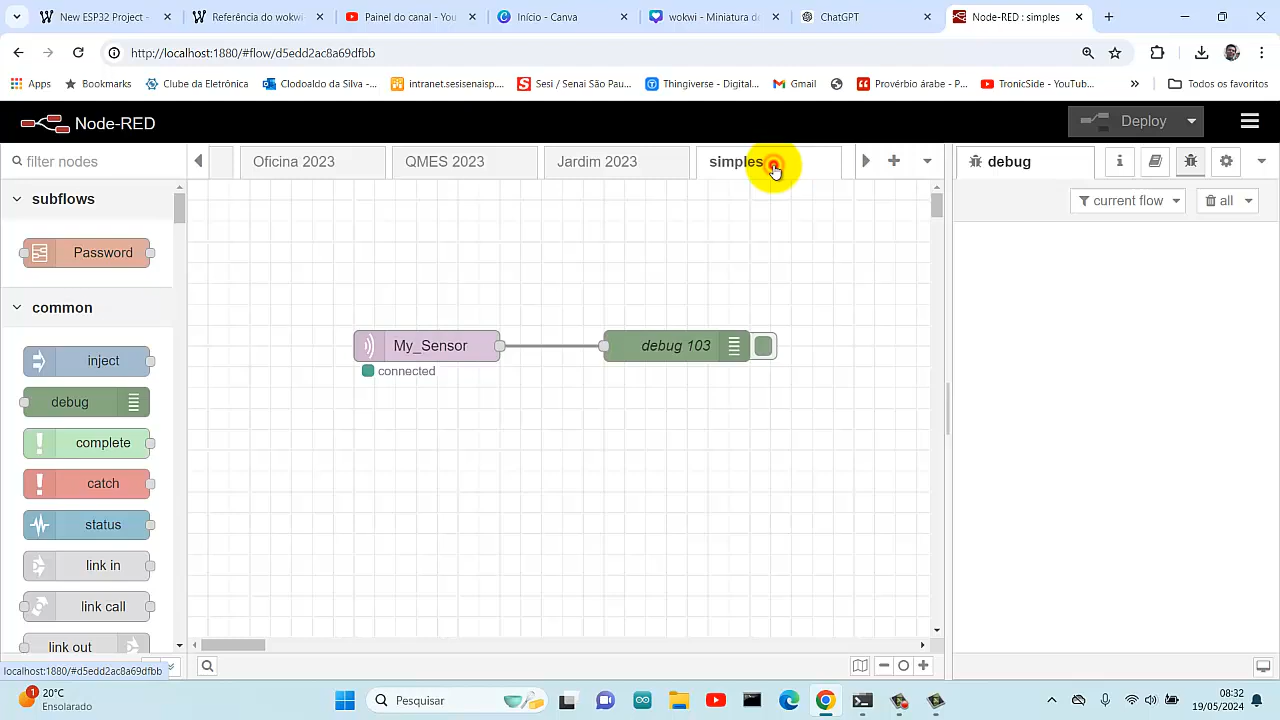 New ESP32 Project -
Referência do wokwi
Painel do canal - You
Início - Canva
wokwi - Miniatura d
ChatGPT
Node-RED : simples
http://localhost:1880/#flow/d5edd2ac8a69dfbb
Apps
Bookmarks
Clube da Eletrônica
Clodoaldo da Silva -...
intranet.sesisenaisp...
Sesi / Senai São Pau...
Thingiverse - Digital...
Gmail
Provérbio árabe - ?...
TronicSide - YouTub...
Todos os favoritos
Node-RED
Deploy
filter nodes
Oficina 2023
QMES 2023
Jardim 2023
simples
debug
subflows
current flow
all
Password
common
inject
debug
complete
catch
status
link in
link call
link out
My_Sensor
connected
debug 103
localhost:1880/#flow/d5edd2ac8a69dfbb
1
20°C
Ensolarado
Pesquisar
08:32
19/05/2024